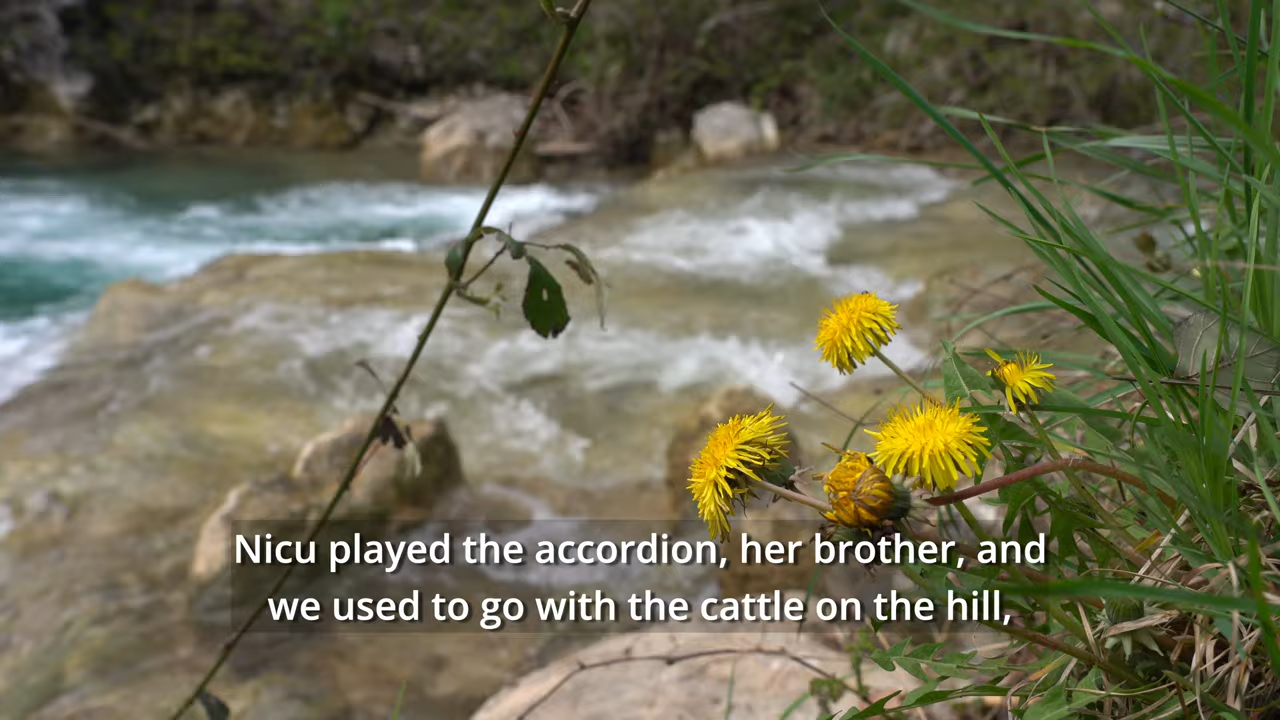 Nicu played the accordion, her brother, and
we used to go with the cattle on the hill,